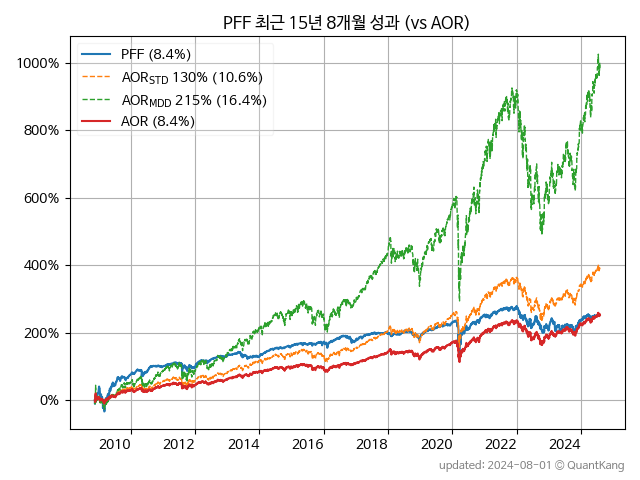 PFF 최근 15년 8개월 성과 (vs AOR)
PFF (8.4%)
AOR_STD 130% (10.6%)
AOR_MDD 215% (16.4%)
AOR (8.4%)
1000%
800%
600%
400%
200%
0%
2010 2012 2014 2016 2018 2020 2022 2024
updated: 2024-08-01 © QuantKang